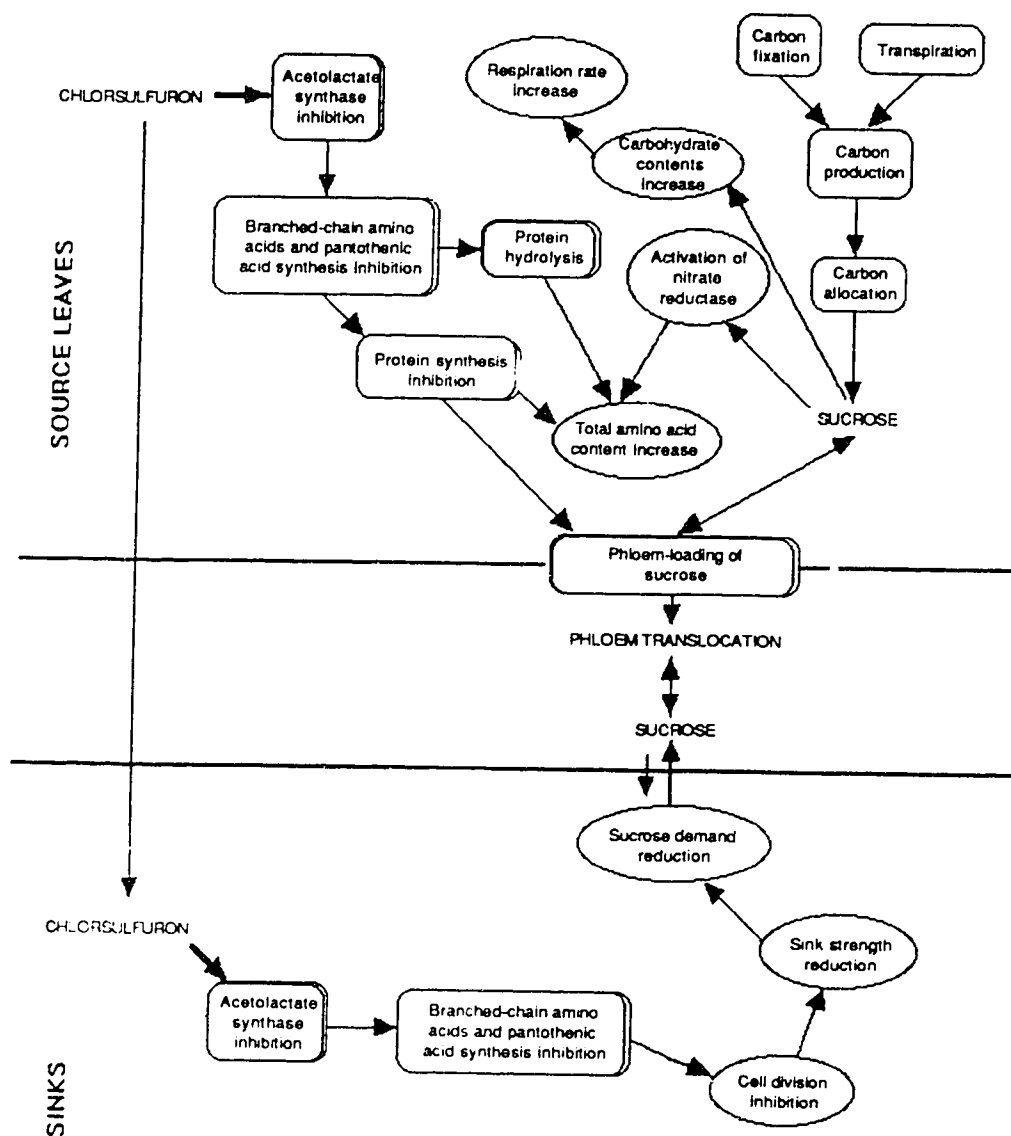 Carbon
fixation
Transpiration
Respiration rate
increase
Acetolactate
synthase
inhibition
CHLORSULFURON
Carbohydrate
contents
increase
Carbon
production
Branched-chain amino
acids and pantothenic
acid synthesis inhibition
Protein
hydrolysis
Activation of
nitrate
reductase
Carbon
allocation
SOURCE LEAVES
Protein synthesis
inhibition
Total amino acid
content increase
SUCROSE
Phloem-loading of
sucrose
PHLOEM TRANSLOCATION
SUCROSE
Sucrose demand
reduction
CHLORSULFURON
Sink strength
reduction
Acetolactate
synthase
inhibition
Branched-chain amino
acids and pantothenic
acid synthesis inhibition
Cell division
inhibition
SINKS